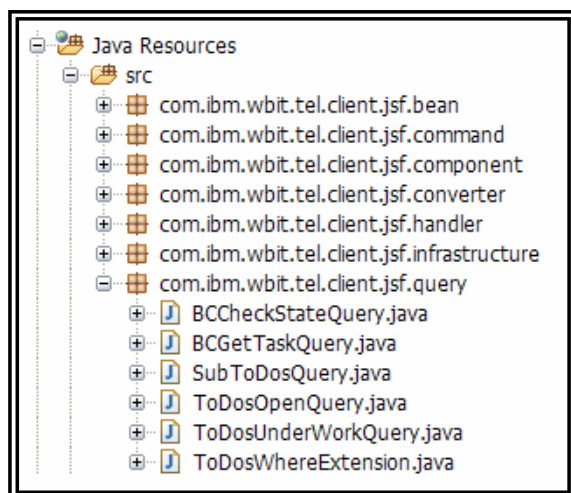 Java Resources
src
com.ibm.wbit.tel.client.jsf.bean
com.ibm.wbit.tel.client.jsf.command
com.ibm.wbit.tel.client.jsf.component
com.ibm.wbit.tel.client.jsf.converter
com.ibm.wbit.tel.client.jsf.handler
com.ibm.wbit.tel.client.jsf.infrastructure
com.ibm.wbit.tel.client.jsf.query
BCCheckStateQuery.java
BCGetTaskQuery.java
SubToDosQuery.java
ToDosOpenQuery.java
ToDosUnderWorkQuery.java
ToDosWhereExtension.java